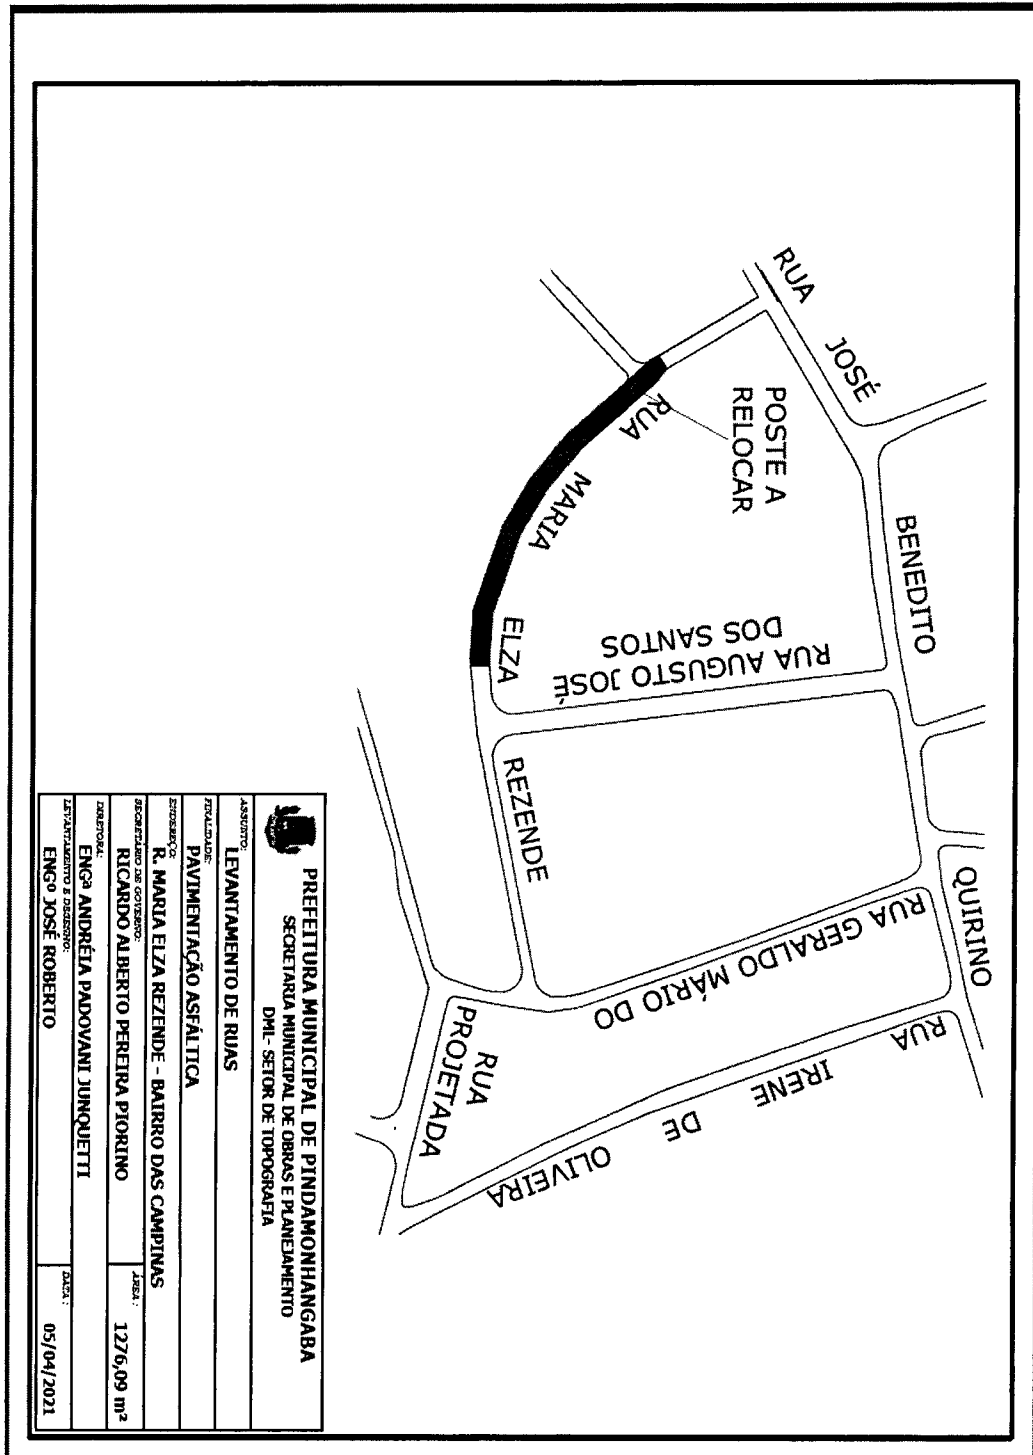 RUA JOSÉ BENEDITO QUIRINO
POSTE A
RELOCAR
RUA MARIA ELZA REZENDE
RUA AUGUSTO JOSÉ
DOS SANTOS
RUA GERALDO MÁRIO DO
RUA IRENE DE OLIVEIRA
RUA
PROJETADA
PREFEITURA MUNICIPAL DE PINDAMONHANGABA
SECRETARIA MUNICIPAL DE OBRAS E PLANEJAMENTO
DML- SETOR DE TOPOGRAFIA
ASSUNTO:
LEVANTAMENTO DE RUAS
FINALIDADE:
PAVIMENTAÇÃO ASFÁLTICA
ENDEREÇO:
R. MARIA ELZA REZENDE - BAIRRO DAS CAMPINAS
SECRETÁRIO DE GOVERNO:
RICARDO ALBERTO PEREIRA PIORINO
ÁREA :
1276,09 m²
DIRETORA:
ENGª ANDRÉIA PADOVANI JUNQUETTI
LEVANTAMENTO E DESENHO:
ENGº JOSÉ ROBERTO
DATA :
05/04/2021